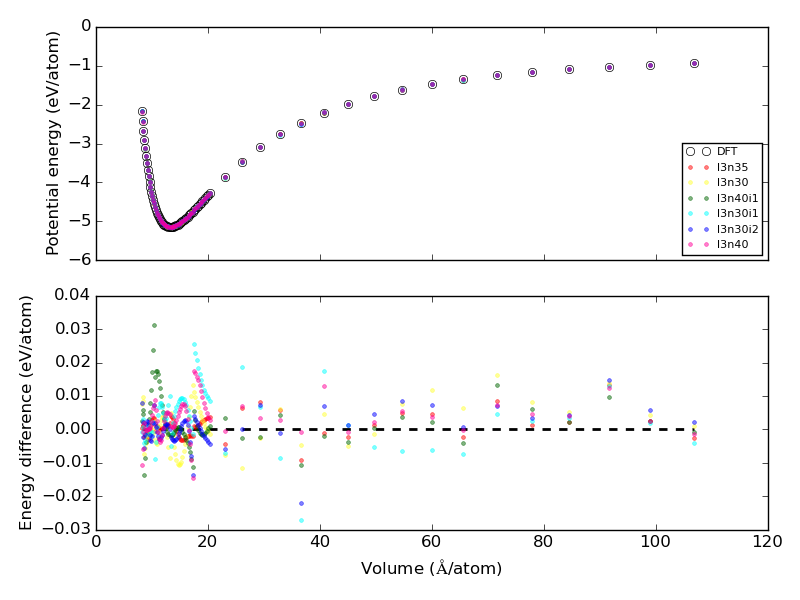 0
−1
−2
−3
−4
−5
−6
Potential energy (eV/atom)
DFT
l3n35
l3n30
l3n40i1
l3n30i1
l3n30i2
l3n40
0.04
0.03
0.02
0.01
0.00
−0.01
−0.02
−0.03
Energy difference (eV/atom)
0 20 40 60 80 100 120
Volume (Å/atom)